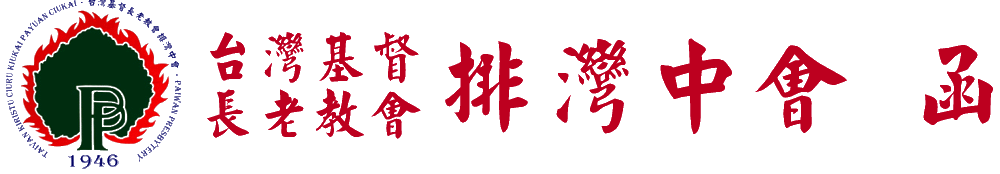 TAIVAN KIRISTU CIURU KIUKAI PAYUAN CIUKAI・台灣基督長老教會排灣中會・PAIWAN PRESBYTERY
1946
台灣基督
長老教會
排灣中會 函